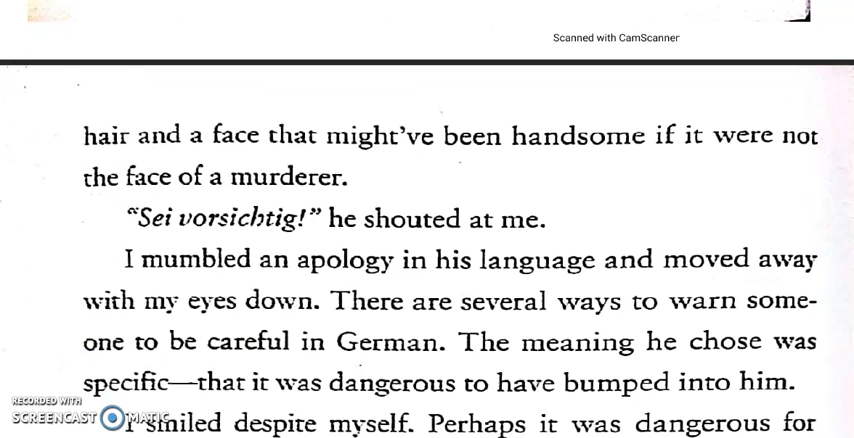 Scanned with CamScanner
hair and a face that might've been handsome if it were not
the face of a murderer.
"Sei vorsichtig!" he shouted at me.
I mumbled an apology in his language and moved away
with my eyes down. There are several ways to warn some-
one to be careful in German. The meaning he chose was
specific—that it was dangerous to have bumped into him.
RECORDED WITH
SCREENCAST MATIC
I smiled despite myself. Perhaps it was dangerous for